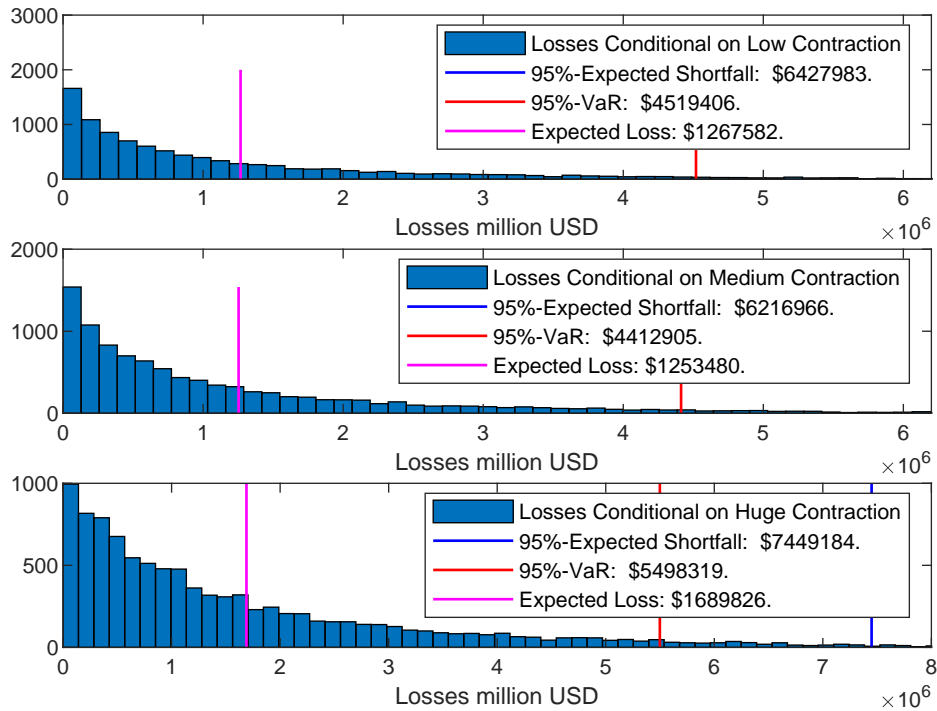 3000
2000
1000
0
Losses Conditional on Low Contraction
95%-Expected Shortfall:  $6427983.
95%-VaR:  $4519406.
Expected Loss: $1267582.
0 1 2 3 4 5 6
Losses million USD
×10^6
2000
1000
0
Losses Conditional on Medium Contraction
95%-Expected Shortfall:  $6216966.
95%-VaR:  $4412905.
Expected Loss: $1253480.
0 1 2 3 4 5 6
Losses million USD
×10^6
1000
500
0
Losses Conditional on Huge Contraction
95%-Expected Shortfall:  $7449184.
95%-VaR:  $5498319.
Expected Loss: $1689826.
0 1 2 3 4 5 6 7 8
Losses million USD
×10^6